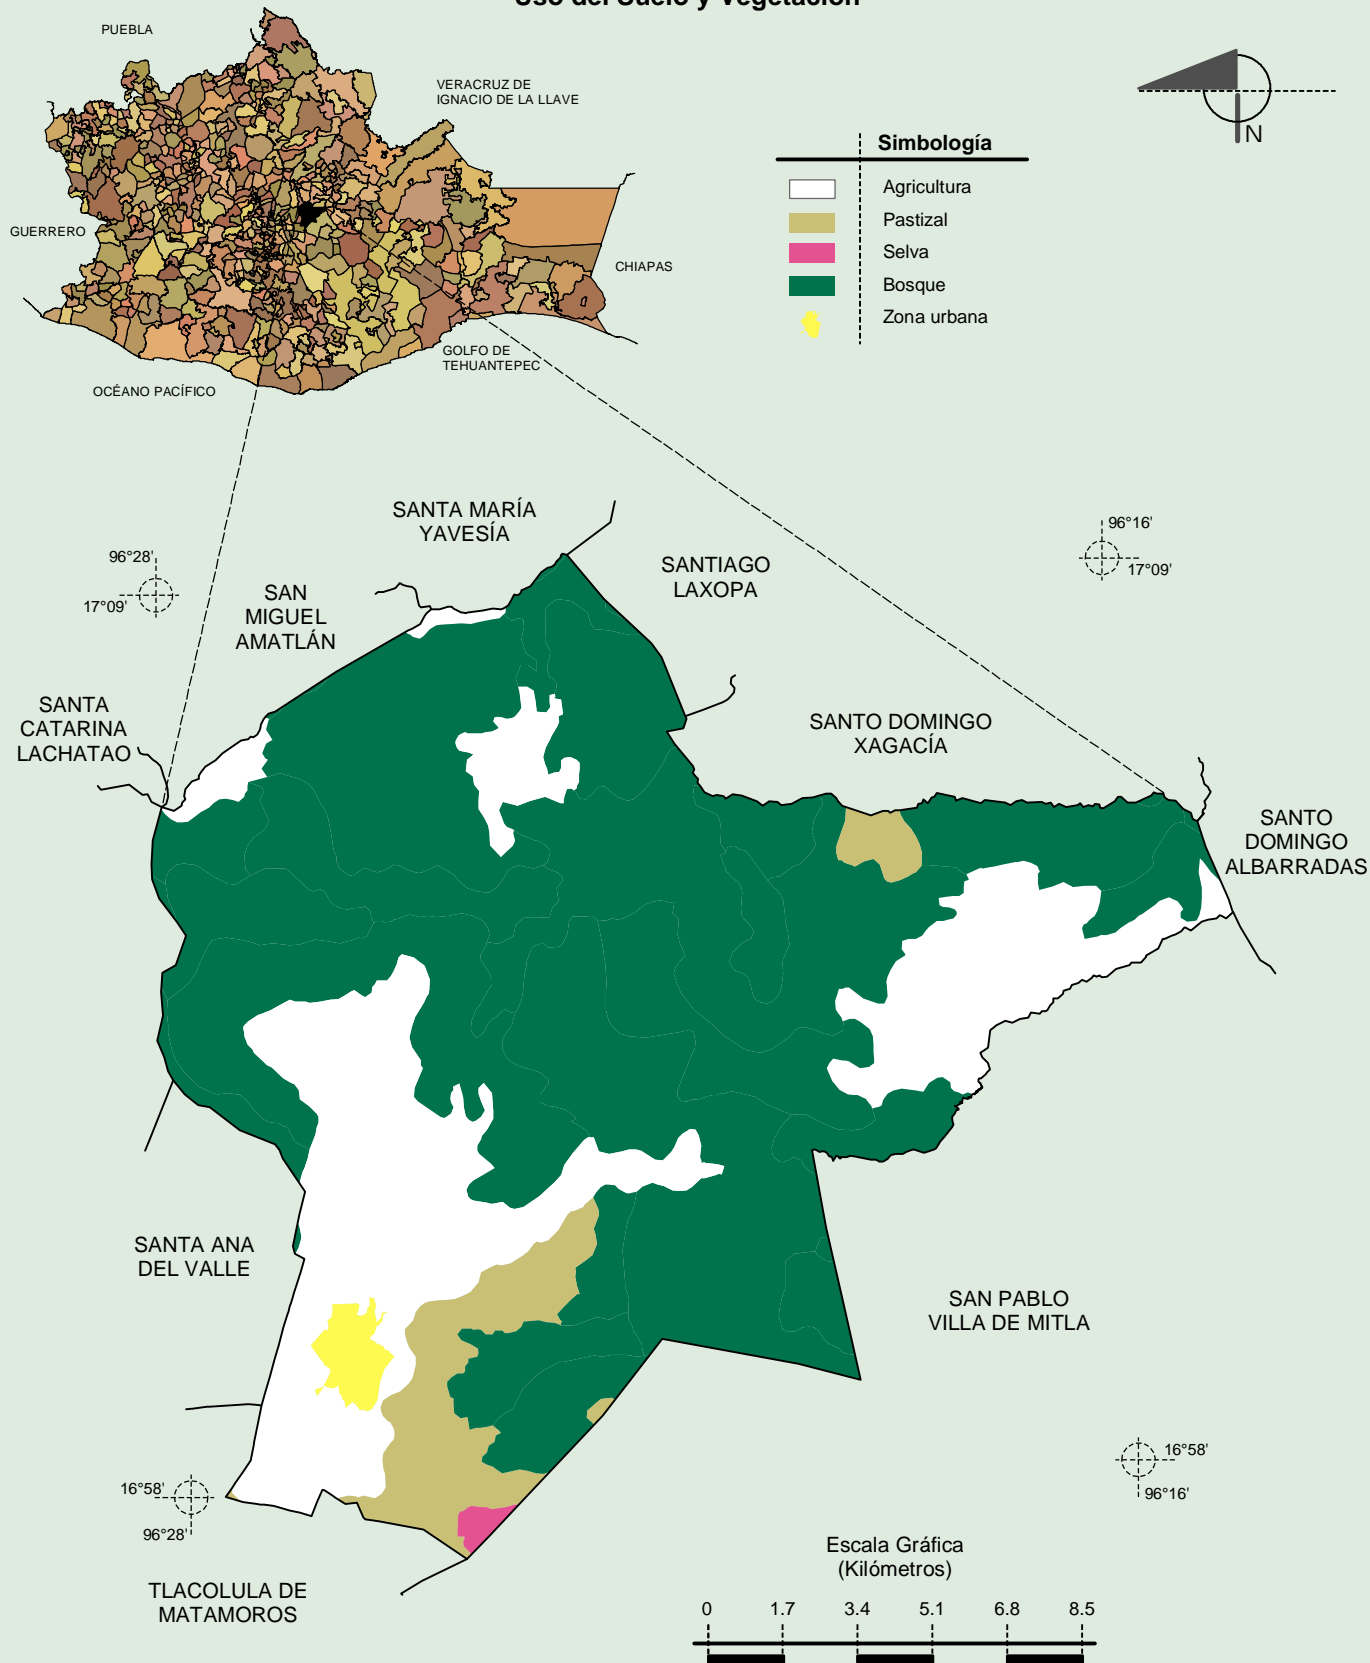 Uso del Suelo y Vegetación
PUEBLA
VERACRUZ DE
IGNACIO DE LA LLAVE
GUERRERO
CHIAPAS
GOLFO DE
TEHUANTEPEC
OCÉANO PACÍFICO
N
Simbología
Agricultura
Pastizal
Selva
Bosque
Zona urbana
SANTA MARÍA
YAVESÍA
SANTIAGO
LAXOPA
SAN
MIGUEL
AMATLÁN
96°28'
17°09'
96°16'
17°09'
SANTA
CATARINA
LACHATAO
SANTO DOMINGO
XAGACÍA
SANTO
DOMINGO
ALBARRADAS
SANTA ANA
DEL VALLE
SAN PABLO
VILLA DE MITLA
16°58'
96°28'
16°58'
96°16'
TLACOLULA DE
MATAMOROS
Escala Gráfica
(Kilómetros)
0 1.7 3.4 5.1 6.8 8.5